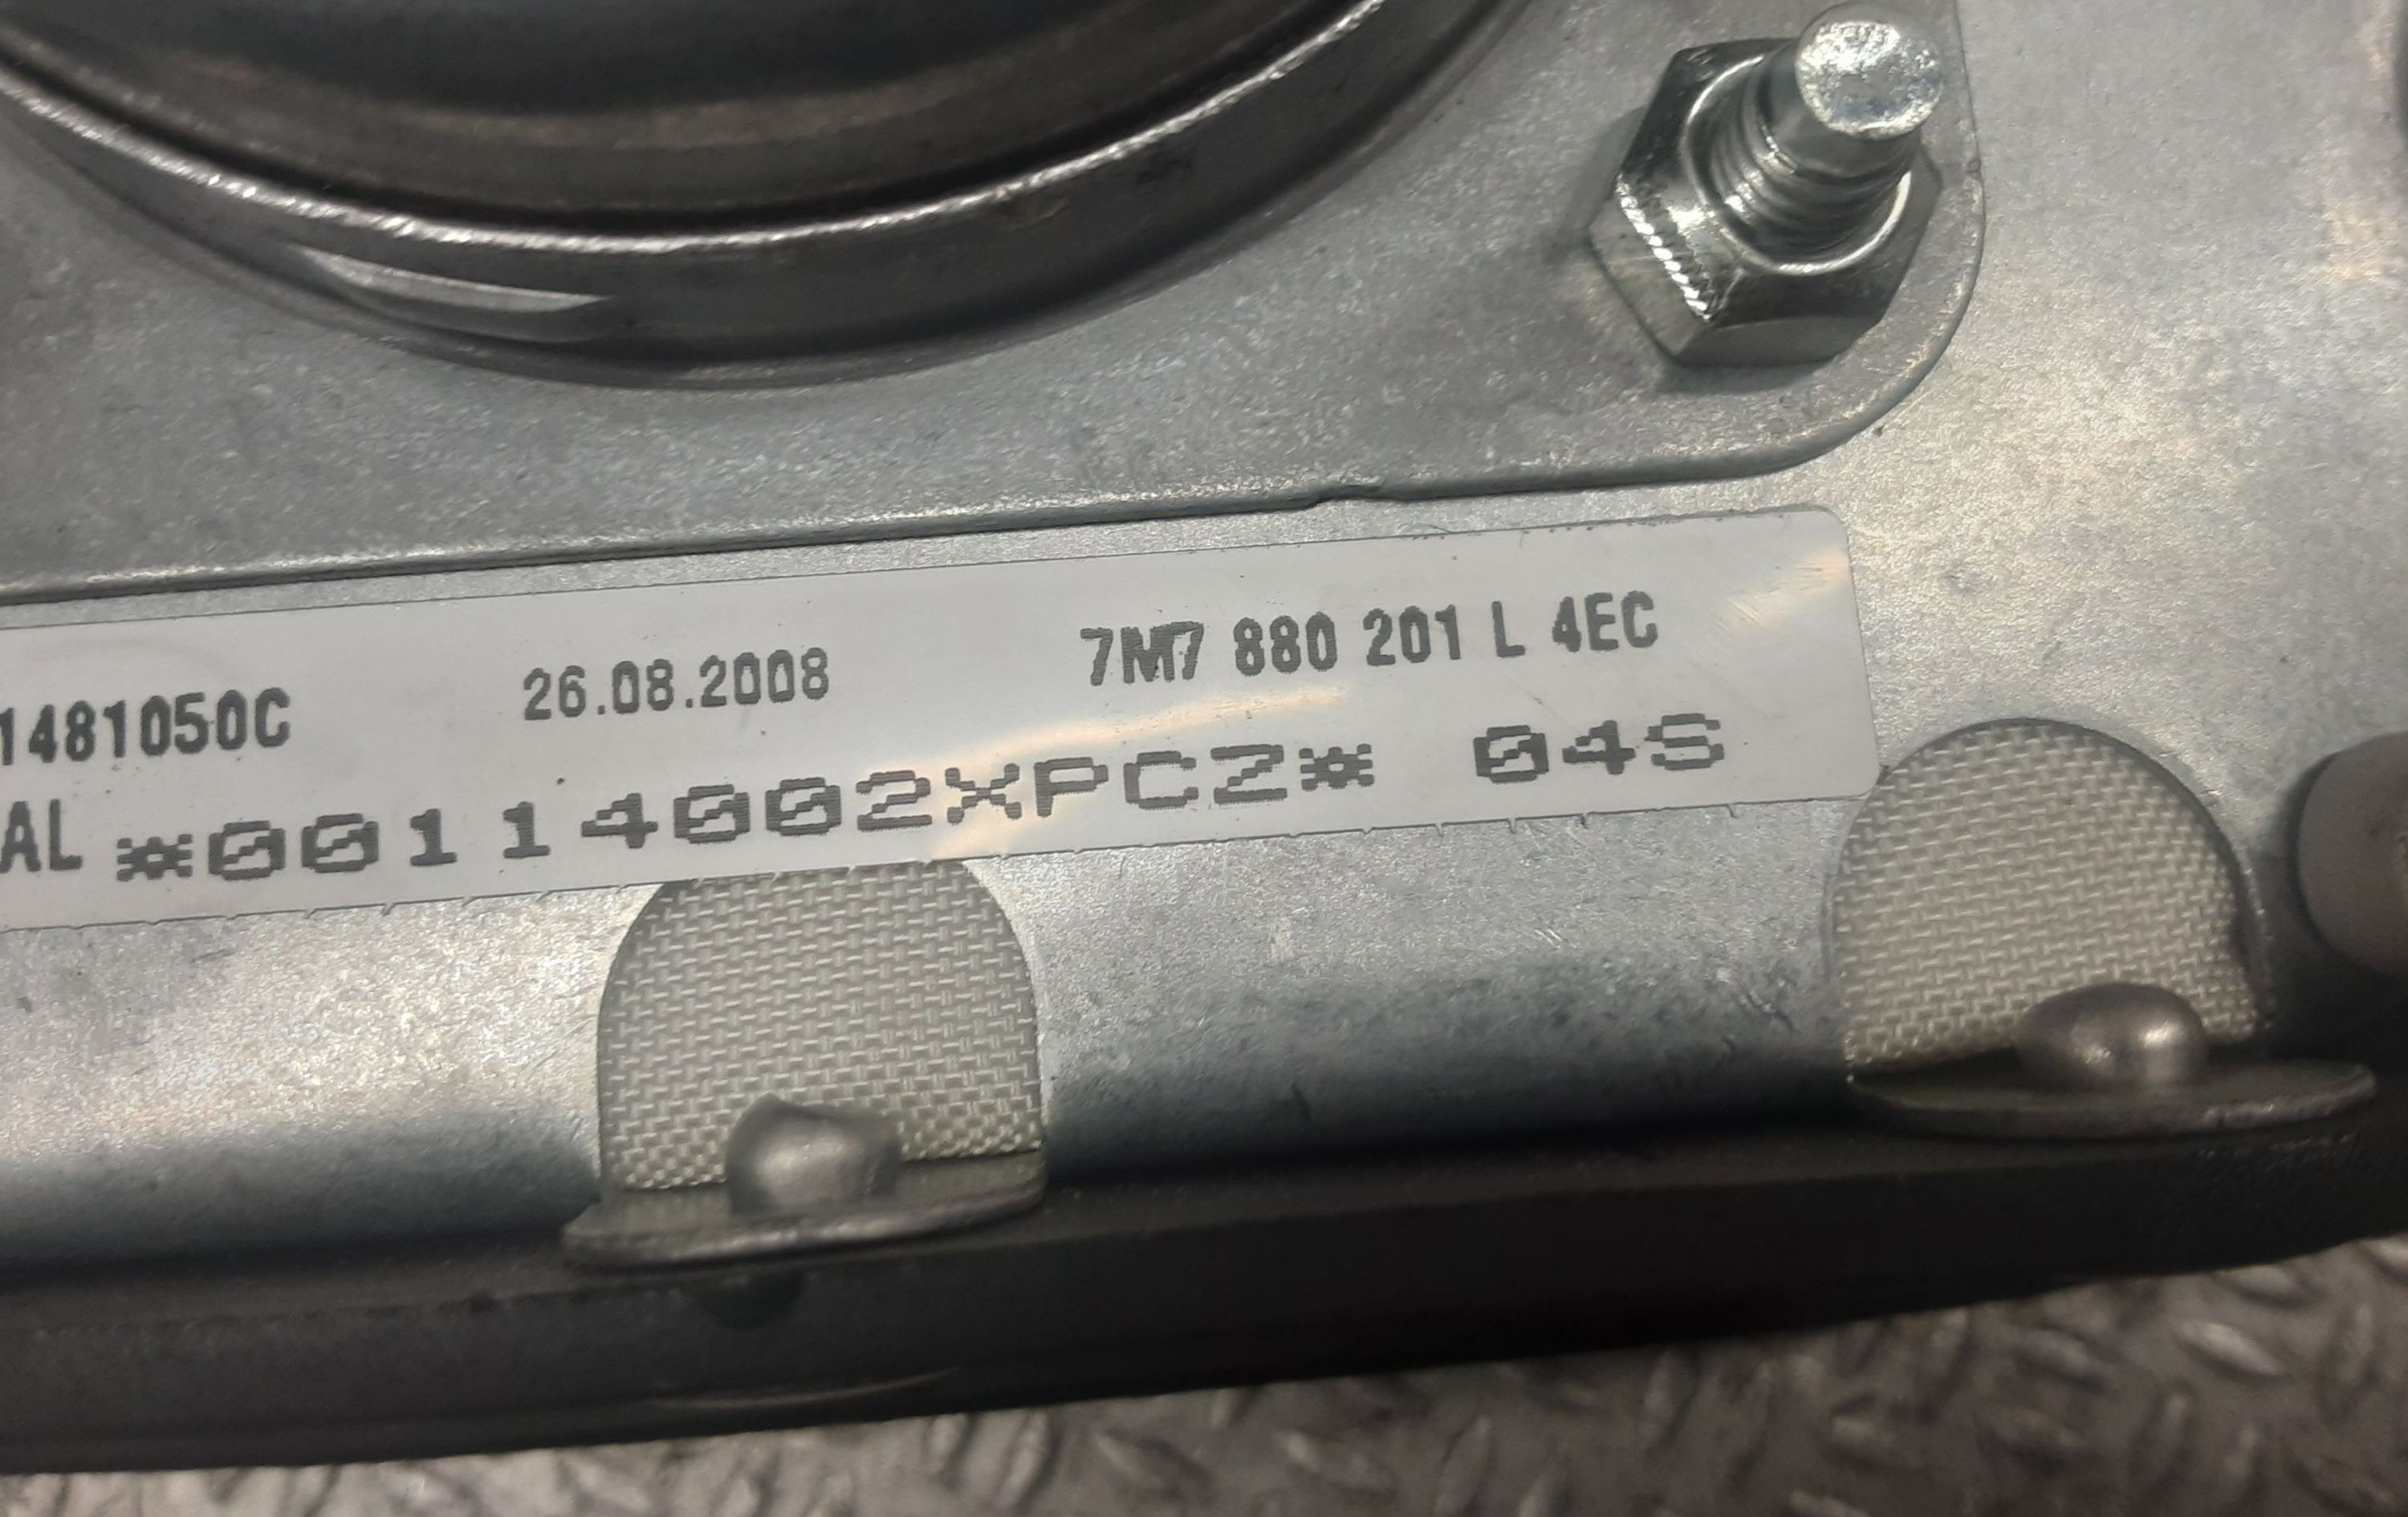 1481050C 26.08.2008 7M7 880 201 L 4EC
AL *00114002XPCZ* 04S